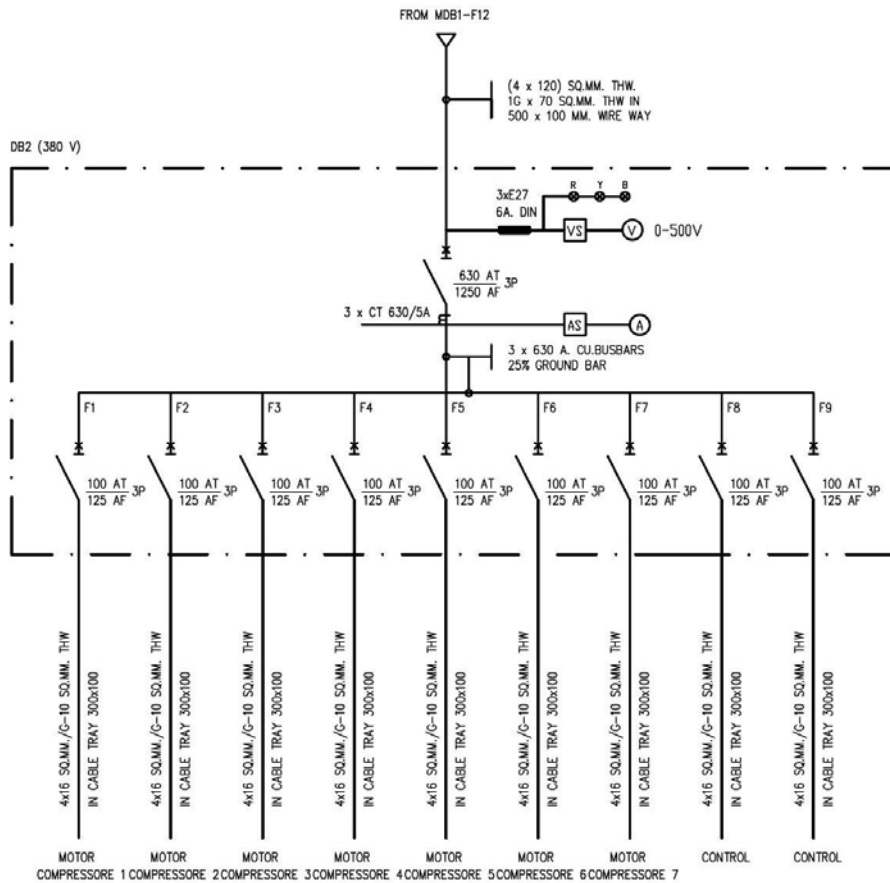 FROM MDB1-F12
(4 x 120) SQ.MM. THW.
1G x 70 SQ.MM. THW IN
500 x 100 MM. WIRE WAY
DB2 (380 V)
R Y B
3xE27
6A. DIN
VS V 0-500V
630 AT
1250 AF 3P
3 x CT 630/5A
AS A
3 x 630 A. CU.BUSBARS
25% GROUND BAR
F1 F2 F3 F4 F5 F6 F7 F8 F9
100 AT
125 AF 3P
100 AT
125 AF 3P
100 AT
125 AF 3P
100 AT
125 AF 3P
100 AT
125 AF 3P
100 AT
125 AF 3P
100 AT
125 AF 3P
100 AT
125 AF 3P
100 AT
125 AF 3P
4x16 SQ.MM./G-10 SQ.MM. THW
IN CABLE TRAY 300x100
4x16 SQ.MM./G-10 SQ.MM. THW
IN CABLE TRAY 300x100
4x16 SQ.MM./G-10 SQ.MM. THW
IN CABLE TRAY 300x100
4x16 SQ.MM./G-10 SQ.MM. THW
IN CABLE TRAY 300x100
4x16 SQ.MM./G-10 SQ.MM. THW
IN CABLE TRAY 300x100
4x16 SQ.MM./G-10 SQ.MM. THW
IN CABLE TRAY 300x100
4x16 SQ.MM./G-10 SQ.MM. THW
IN CABLE TRAY 300x100
4x16 SQ.MM./G-10 SQ.MM. THW
IN CABLE TRAY 300x100
4x16 SQ.MM./G-10 SQ.MM. THW
IN CABLE TRAY 300x100
MOTOR
COMPRESSORE 1
MOTOR
COMPRESSORE 2
MOTOR
COMPRESSORE 3
MOTOR
COMPRESSORE 4
MOTOR
COMPRESSORE 5
MOTOR
COMPRESSORE 6
MOTOR
COMPRESSORE 7
CONTROL
CONTROL